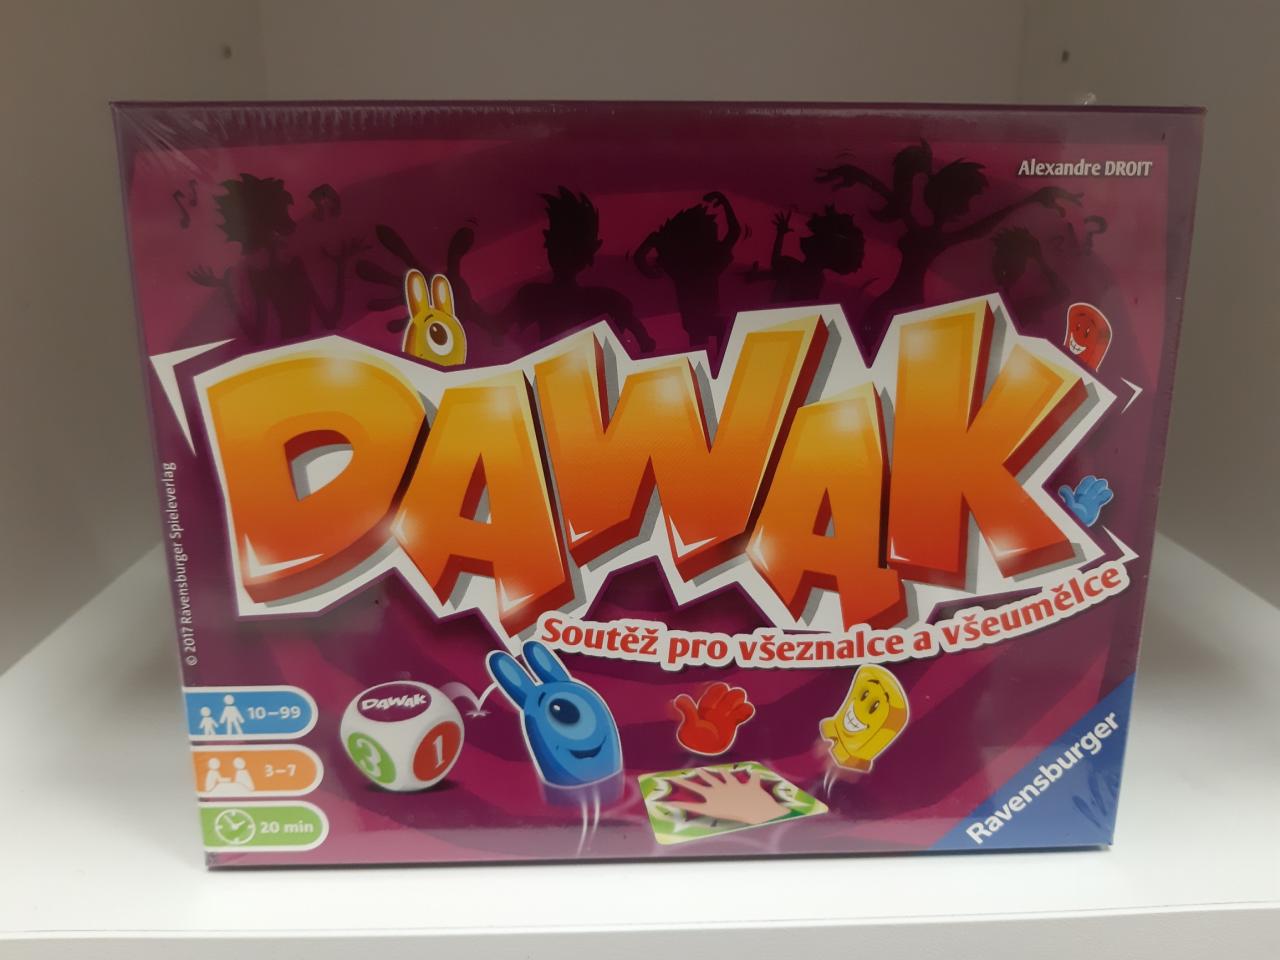 Alexandre DROIT
DAWAK
Soutěž pro všeznalce a všeumělce
© 2017 Ravensburger Spieleverlag
10–99
3–7
20 min
DAWAK
3
1
Ravensburger